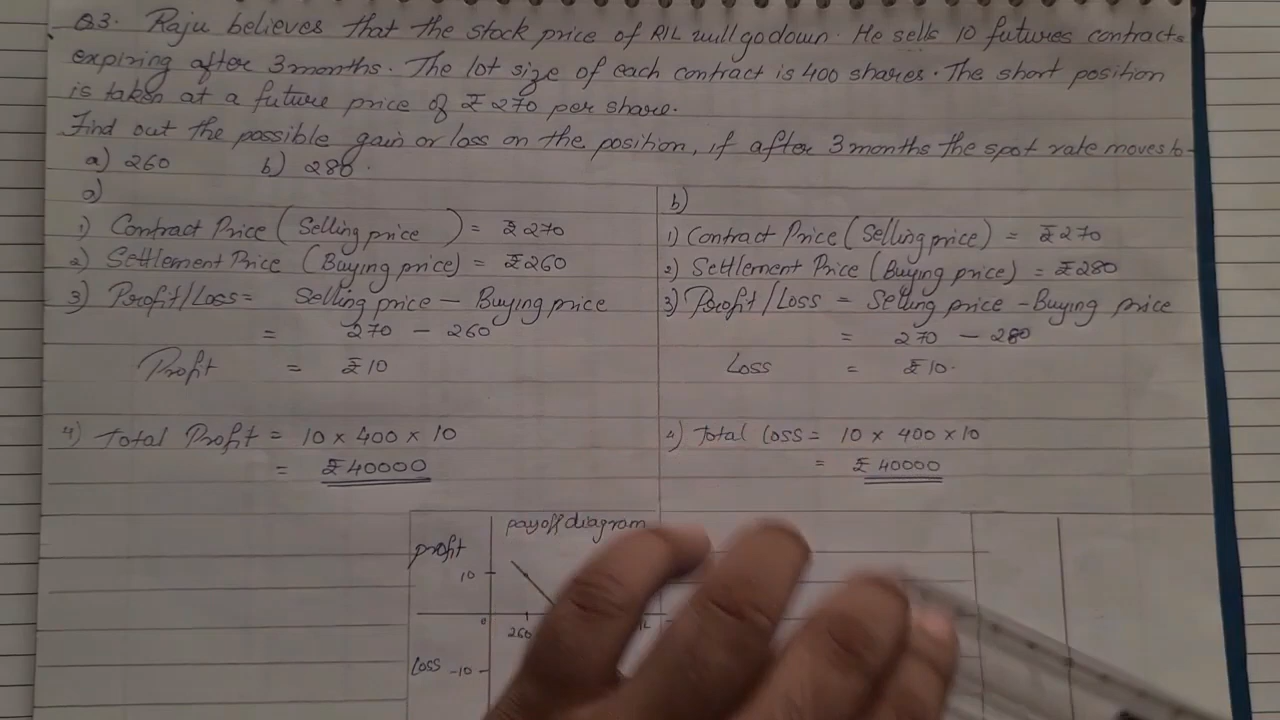 Q3. Raju believes that the stock price of RIL will go down. He sells 10 futures contracts
expiring after 3 months. The lot size of each contract is 400 shares. The short position
is taken at a future price of ₹270 per share.
Find out the possible gain or loss on the position, if after 3 months the spot rate moves to-
a) 260 b) 280.
a)
1) Contract Price (Selling price) = ₹270
2) Settlement Price (Buying price) = ₹260
3) Profit/Loss = Selling price - Buying price
= 270 - 260
Profit = ₹10
4) Total Profit = 10 x 400 x 10
= ₹40000
b)
1) Contract Price (Selling price) = ₹270
2) Settlement Price (Buying price) = ₹280
3) Profit/Loss = Selling price - Buying price
= 270 - 280
Loss = ₹10.
4) Total Loss = 10 x 400 x 10
= ₹40000
payoff diagram
profit
10
0
260
Loss -10